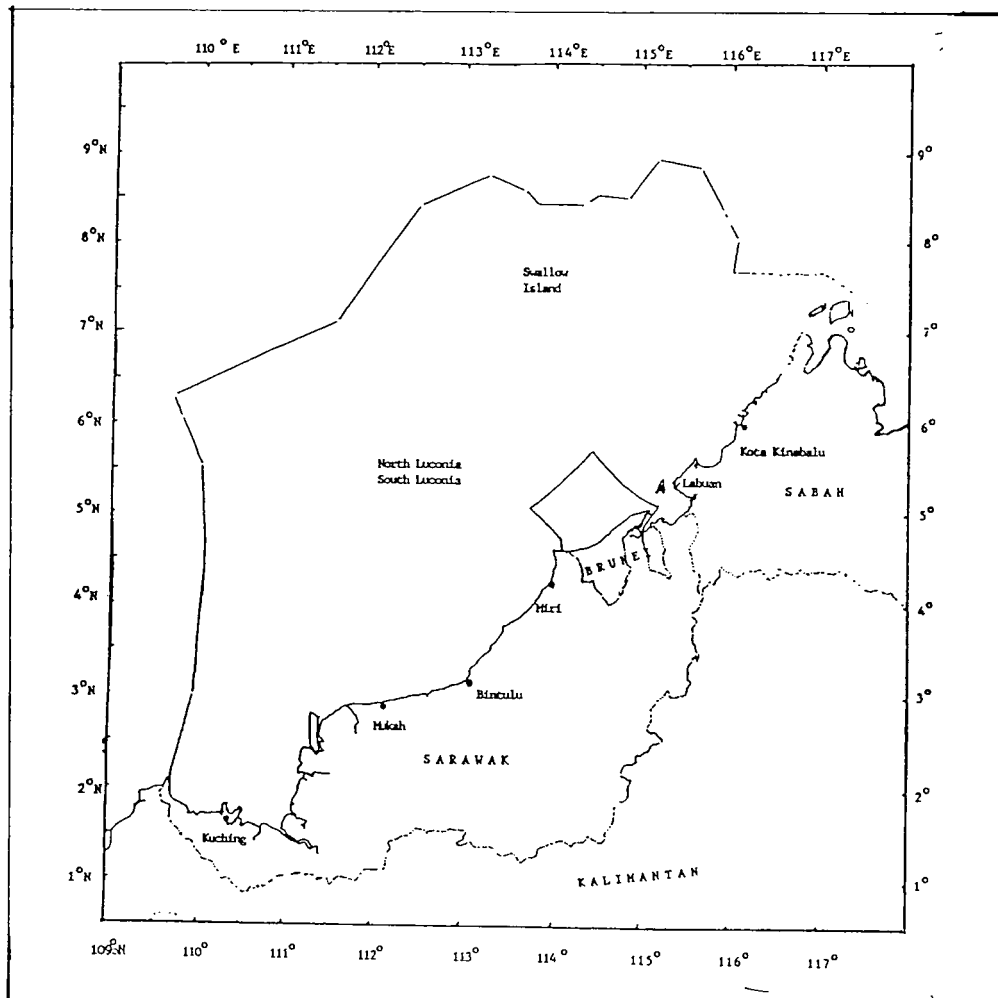 110°E 111°E 112°E 113°E 114°E 115°E 116°E 117°E
9°N 9°
8°N 8°
Swallow
Island
7°N 7°
6°N 6°
Kota Kinabalu
North Luconia
South Luconia
A
Labuan
SABAH
5°N 5°
BRUNE
4°N 4°
Miri
3°N 3°
Bintulu
Mukah
SARAWAK
2°N 2°
Kuching
1°N 1°
KALIMANTAN
109°N 110° 111° 112° 113° 114° 115° 116° 117°